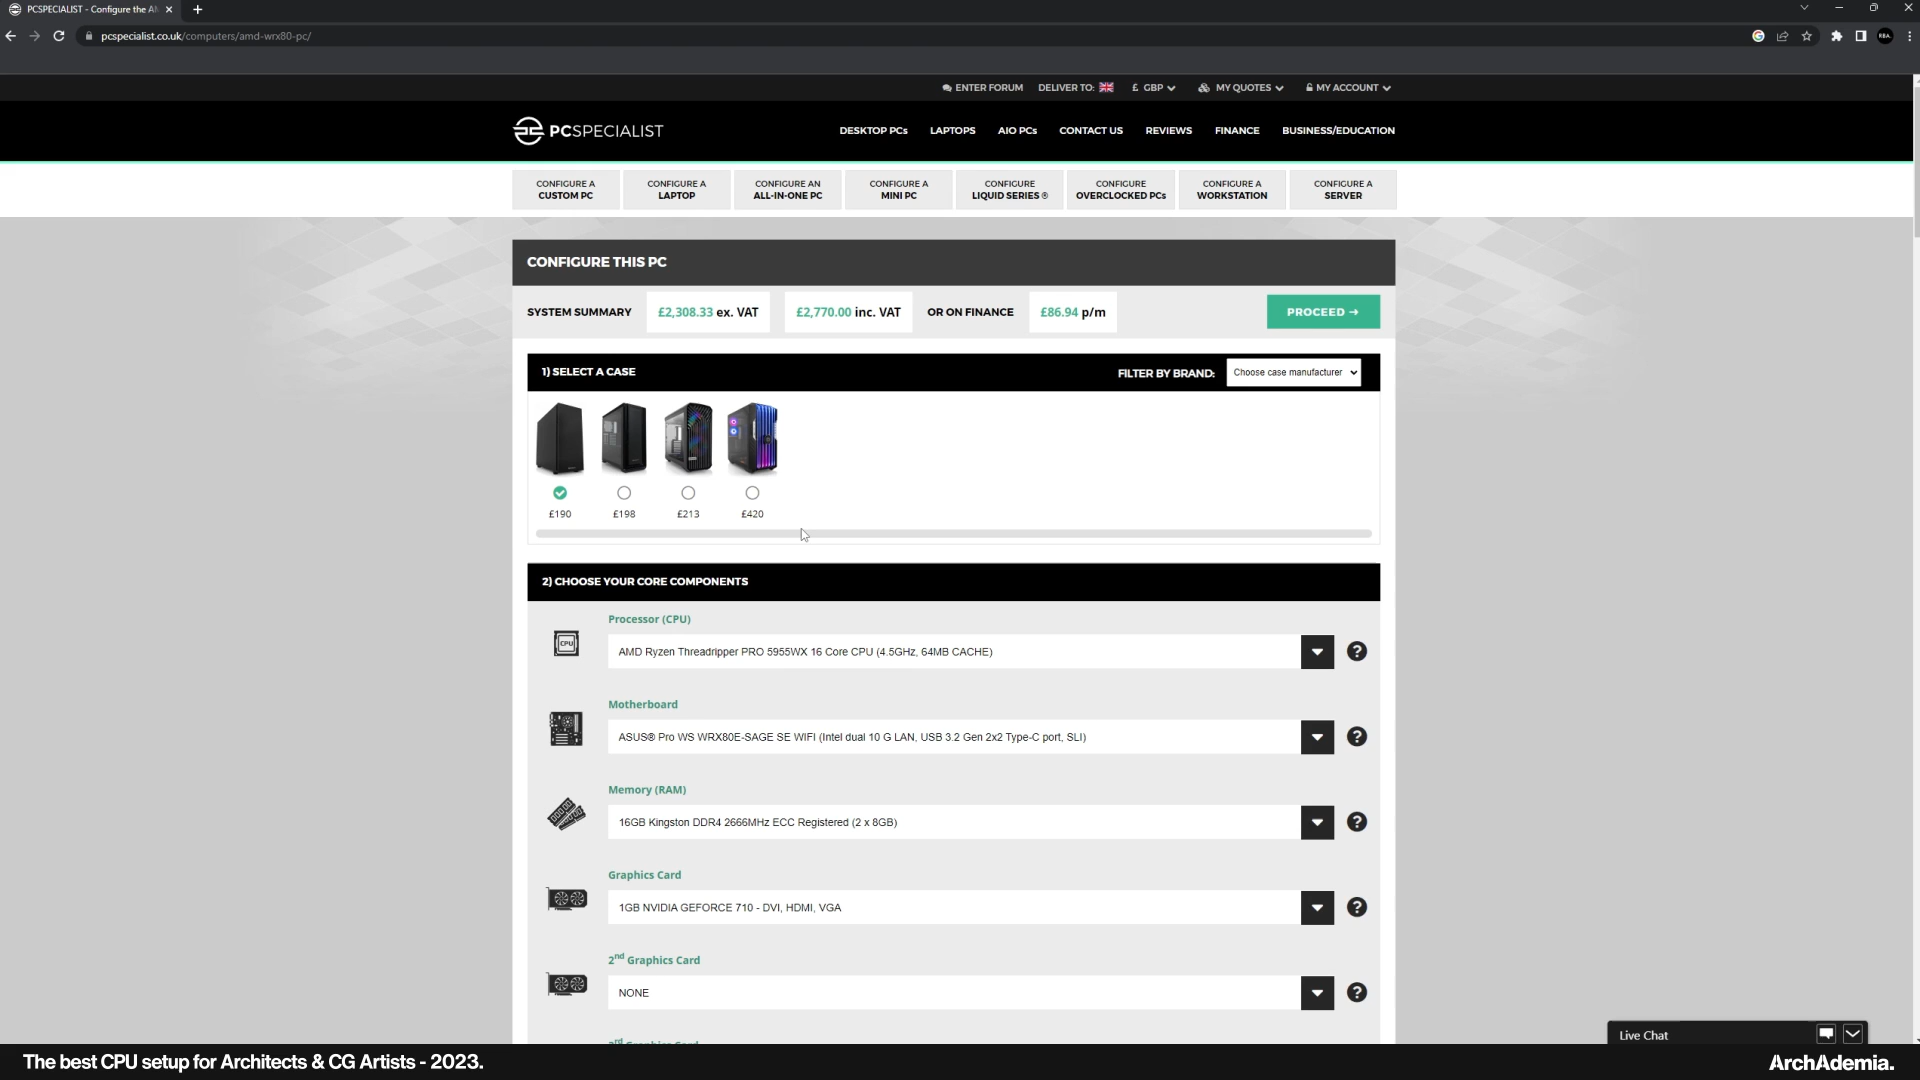 PCSPECIALIST - Configure the AM
pcspecialist.co.uk/computers/amd-wrx80-pc/
RBA.
ENTER FORUM DELIVER TO: £ GBP MY QUOTES MY ACCOUNT
PCSPECIALIST DESKTOP PCs LAPTOPS AIO PCs CONTACT US REVIEWS FINANCE BUSINESS/EDUCATION
CONFIGURE A CUSTOM PC
CONFIGURE A LAPTOP
CONFIGURE AN ALL-IN-ONE PC
CONFIGURE A MINI PC
CONFIGURE LIQUID SERIES ®
CONFIGURE OVERCLOCKED PCs
CONFIGURE A WORKSTATION
CONFIGURE A SERVER
CONFIGURE THIS PC
SYSTEM SUMMARY £2,308.33 ex. VAT £2,770.00 inc. VAT OR ON FINANCE £86.94 p/m PROCEED →
1) SELECT A CASE FILTER BY BRAND: Choose case manufacturer
£190 £198 £213 £420
2) CHOOSE YOUR CORE COMPONENTS
Processor (CPU)
CPU AMD Ryzen Threadripper PRO 5955WX 16 Core CPU (4.5GHz, 64MB CACHE) ?
Motherboard
ASUS® Pro WS WRX80E-SAGE SE WIFI (Intel dual 10 G LAN, USB 3.2 Gen 2x2 Type-C port, SLI) ?
Memory (RAM)
16GB Kingston DDR4 2666MHz ECC Registered (2 x 8GB) ?
Graphics Card
1GB NVIDIA GEFORCE 710 - DVI, HDMI, VGA ?
2nd Graphics Card
NONE ?
Live Chat
The best CPU setup for Architects & CG Artists - 2023. ArchAdemia.